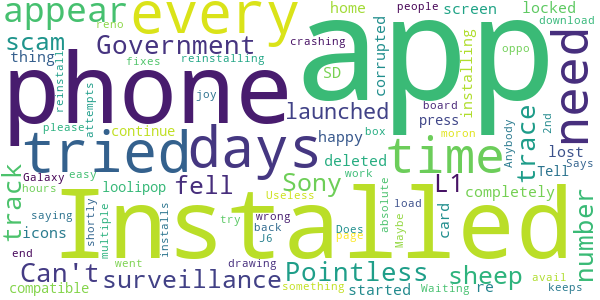 appear every app home people screen locked
reno download
scam Government crashing SD corrupted installing oppo
thing fixes reinstalling
phone reinstall attempts joy launched board press need
please continue happy box trace Anybody 2nd
tried days deleted time moron lost says
track Galaxy easy fell loolipop Sony work L1 Tell
hours Useless completely number
icons saying shortly multiple installs Installed try wrong back Does page absolute Maybe load card
J6
end Can't went surveillance drawing Pointless sheep re avail
compatible something started Waiting keeps